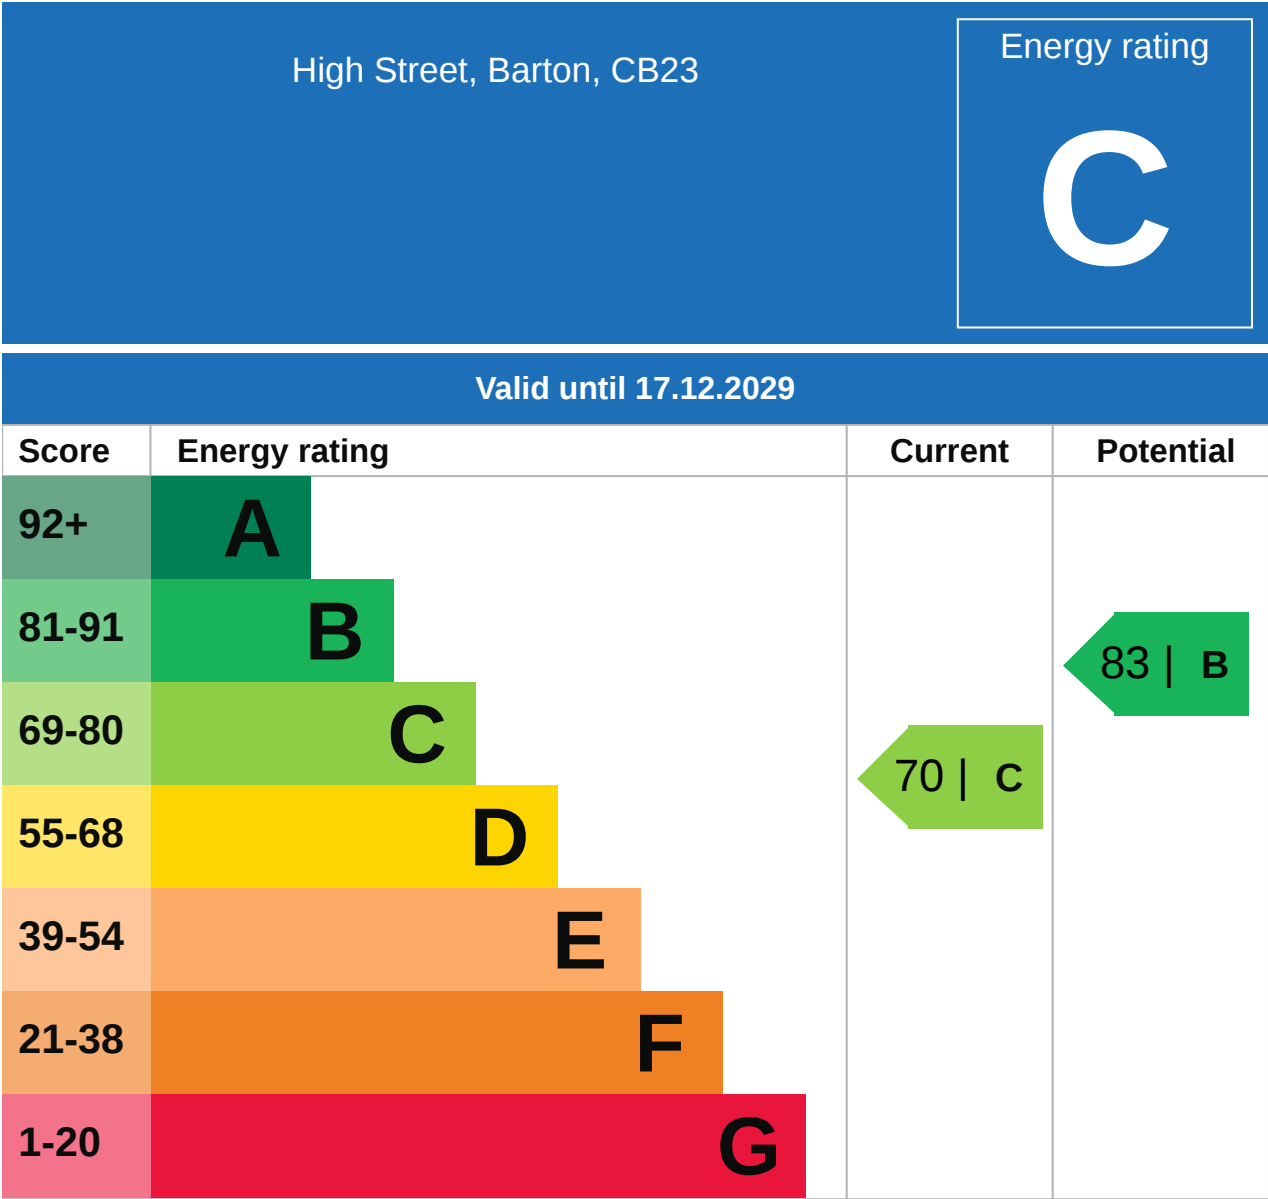 High Street, Barton, CB23
Energy rating
C
Valid until 17.12.2029
Score Energy rating Current Potential
92+ A
81-91 B
83 | B
69-80 C
70 | C
55-68 D
39-54 E
21-38 F
1-20 G